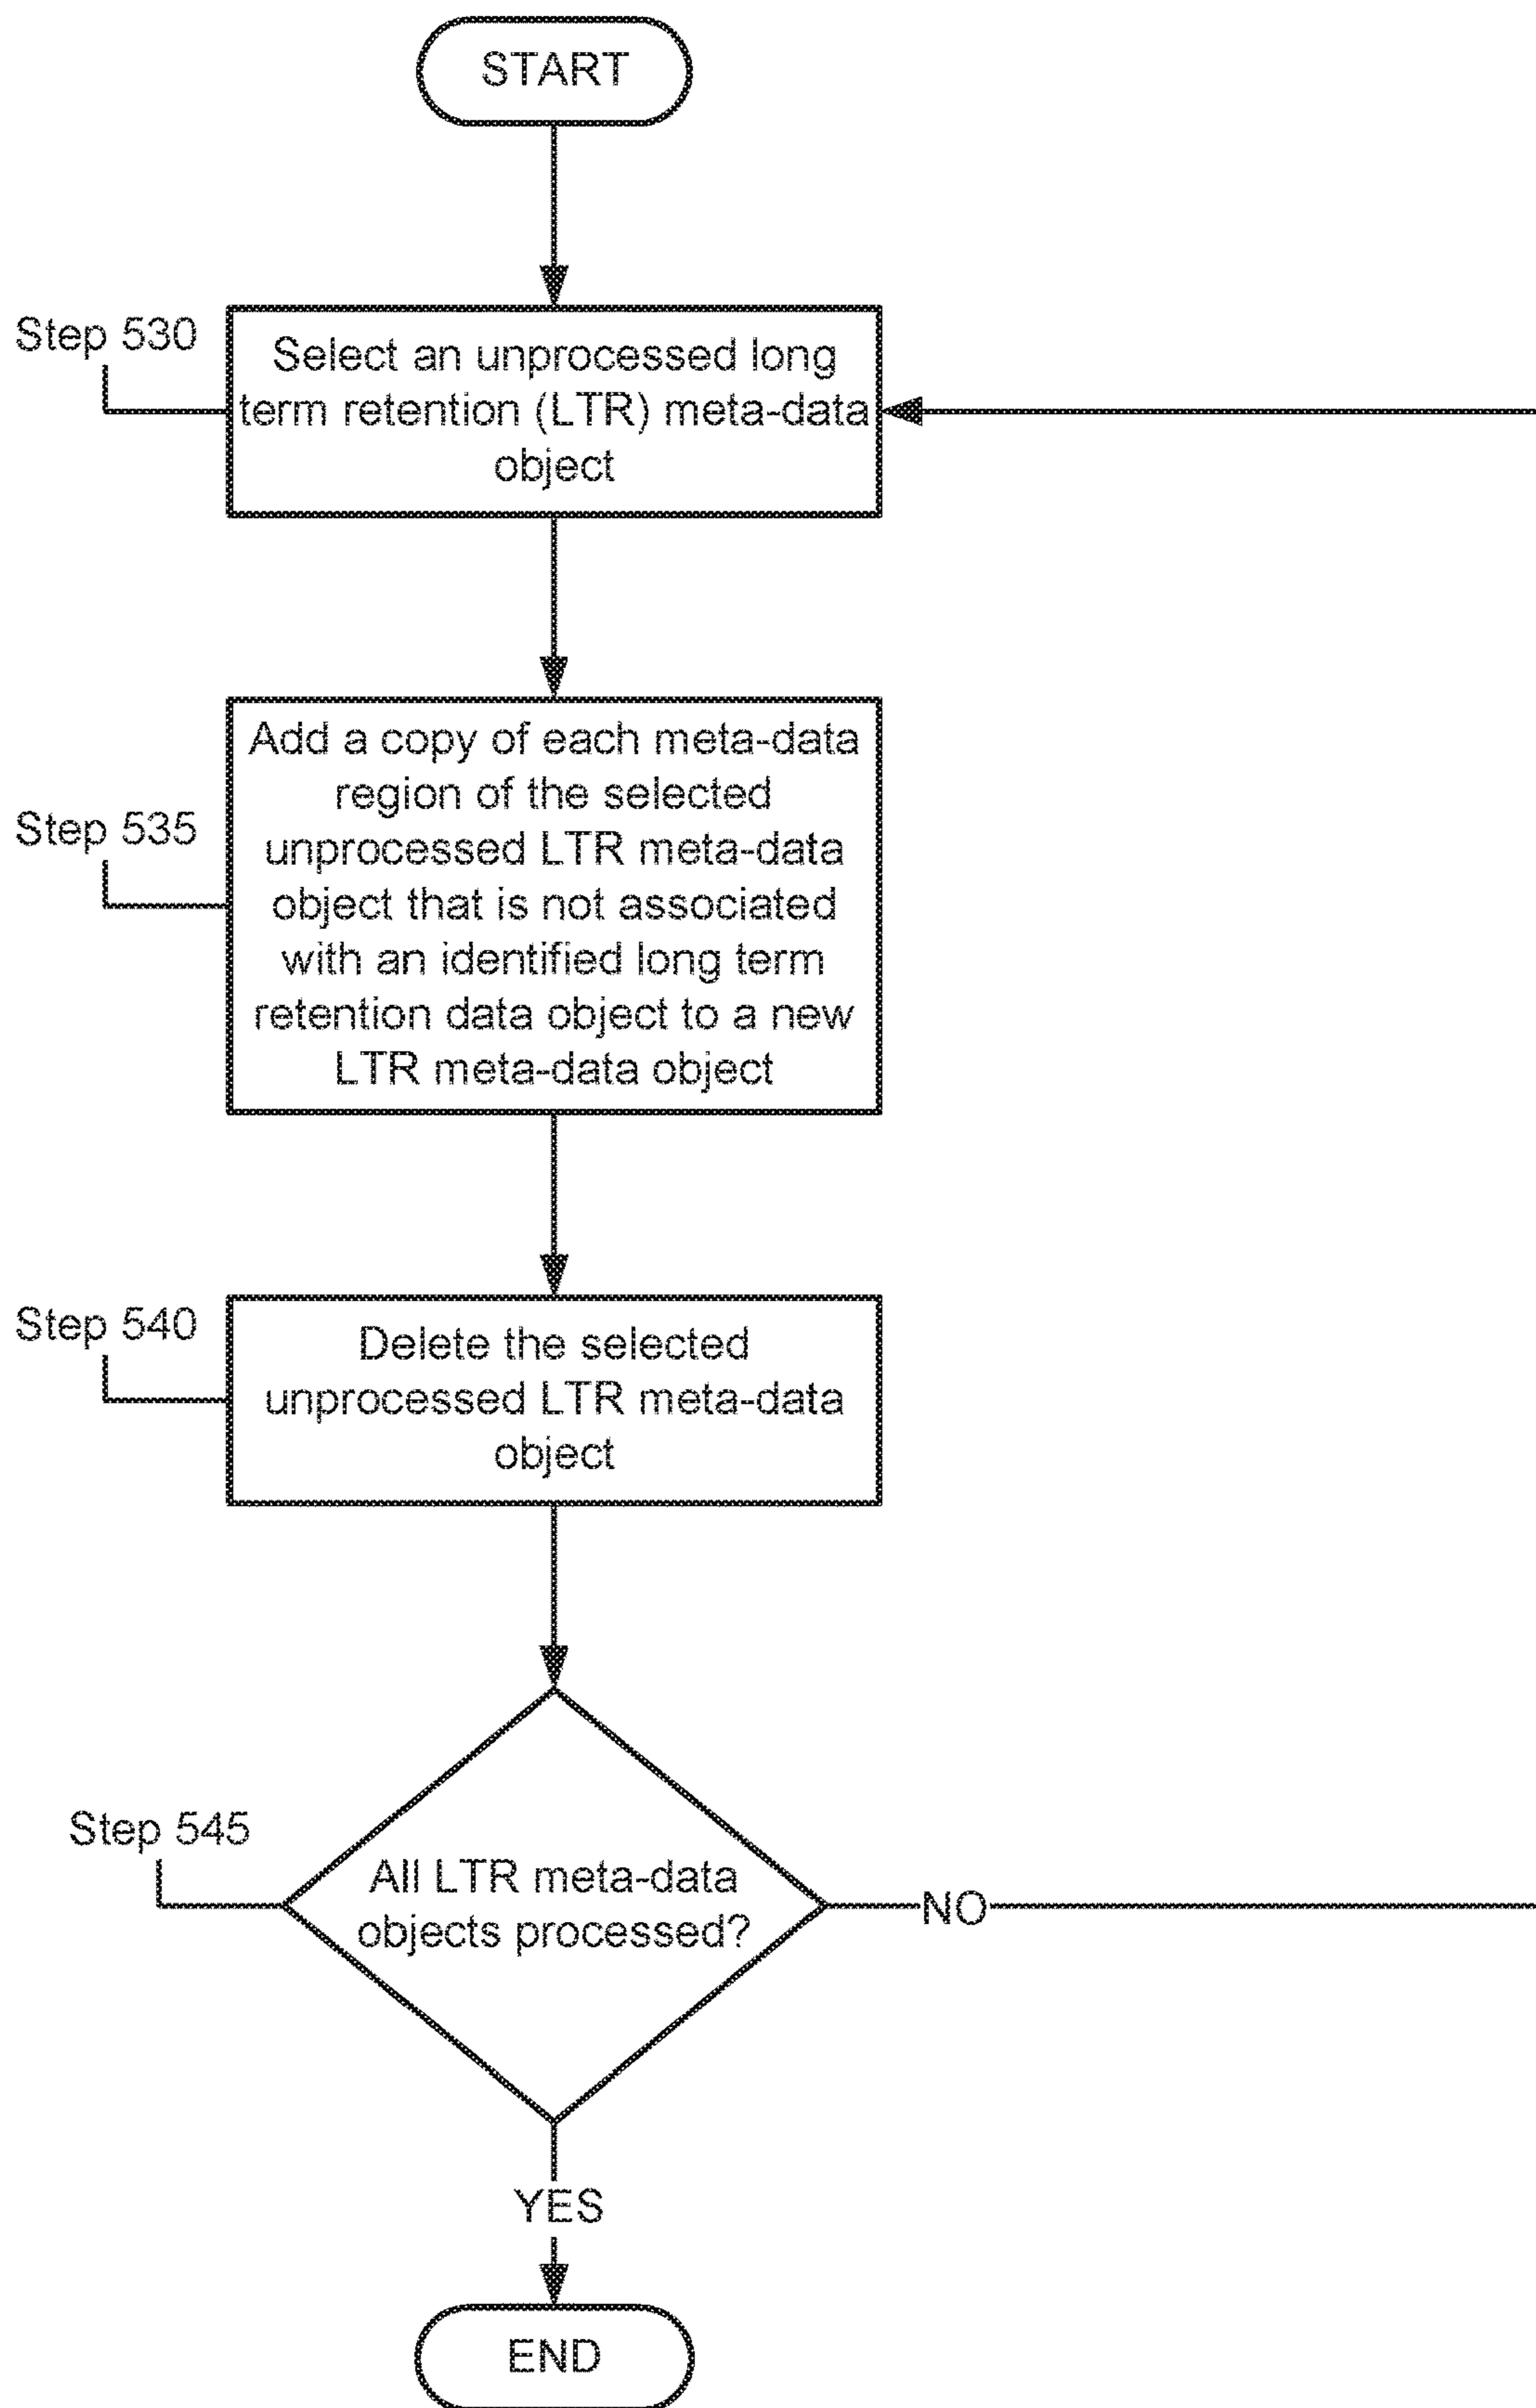 START
Step 530
Select an unprocessed long
term retention (LTR) meta-data
object
Step 535
Add a copy of each meta-data
region of the selected
unprocessed LTR meta-data
object that is not associated
with an identified long term
retention data object to a new
LTR meta-data object
Step 540
Delete the selected
unprocessed LTR meta-data
object
Step 545
All LTR meta-data
objects processed?
NO
YES
END